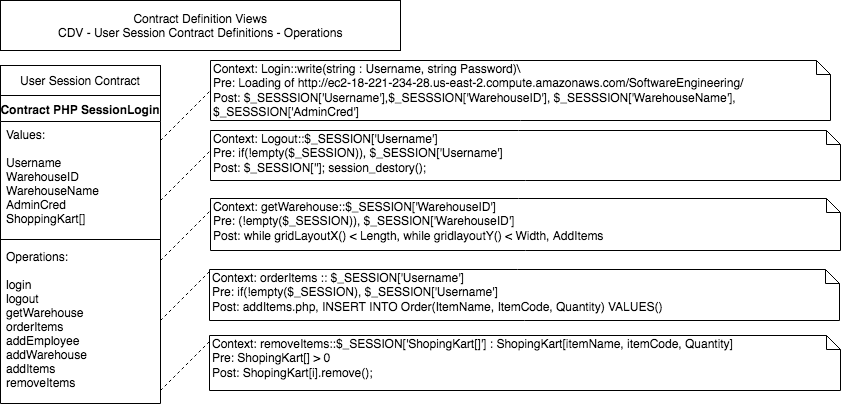 Contract Definition Views
CDV - User Session Contract Definitions - Operations
User Session Contract
Contract PHP SessionLogin
Values:
Username
WarehouseID
WarehouseName
AdminCred
ShoppingKart[]
Operations:
login
logout
getWarehouse
orderItems
addEmployee
addWarehouse
addItems
removeItems
Context: Login::write(string : Username, string Password)\
Pre: Loading of http://ec2-18-221-234-28.us-east-2.compute.amazonaws.com/SoftwareEngineering/
Post: $_SESSSION['Username'],$_SESSSION['WarehouseID'], $_SESSSION['WarehouseName'],
$_SESSSION['AdminCred']
Context: Logout::$_SESSION['Username']
Pre: if(!empty($_SESSION)), $_SESSION['Username']
Post: $_SESSION['']; session_destory();
Context: getWarehouse::$_SESSION['WarehouseID']
Pre: (!empty($_SESSION)), $_SESSION['WarehouseID']
Post: while gridLayoutX() < Length, while gridlayoutY() < Width, AddItems
Context: orderItems :: $_SESSION['Username']
Pre: if(!empty($_SESSION), $_SESSION['Username']
Post: addItems.php, INSERT INTO Order(ItemName, ItemCode, Quantity) VALUES()
Context: removeItems::$_SESSION['ShopingKart[]'] : ShopingKart[itemName, itemCode, Quantity]
Pre: ShopingKart[] > 0
Post: ShopingKart[i].remove();